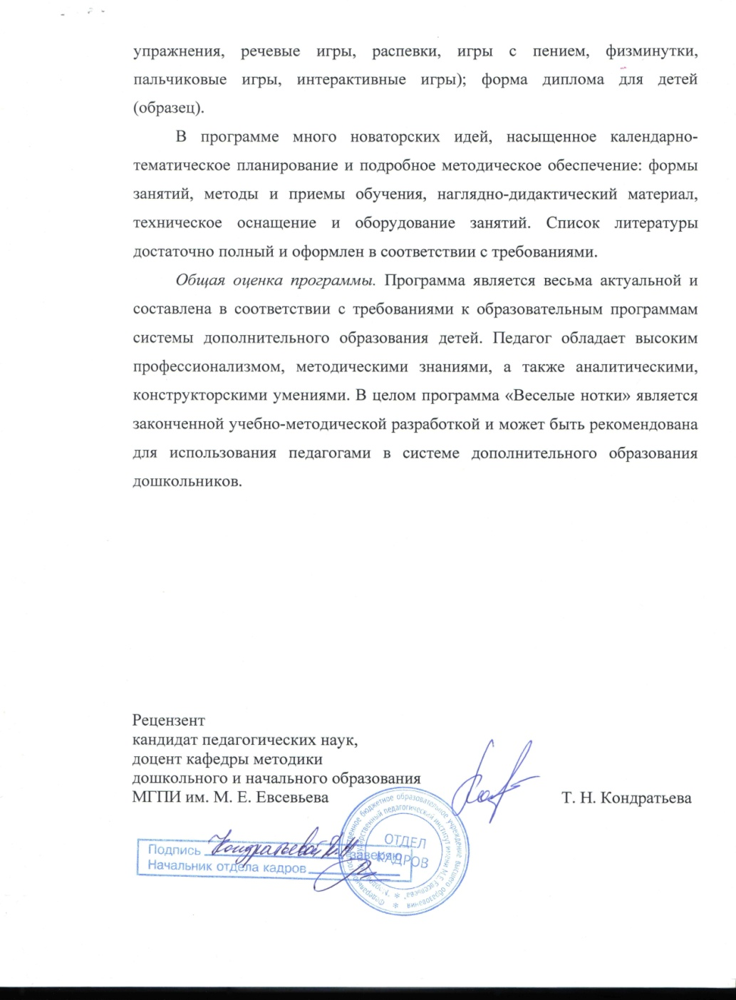 упражнения, речевые игры, распевки, игры с пением, физминутки,
пальчиковые игры, интерактивные игры); форма диплома для детей
(образец).
В программе много новаторских идей, насыщенное календарно-
тематическое планирование и подробное методическое обеспечение: формы
занятий, методы и приемы обучения, наглядно-дидактический материал,
техническое оснащение и оборудование занятий. Список литературы
достаточно полный и оформлен в соответствии с требованиями.
Общая оценка программы. Программа является весьма актуальной и
составлена в соответствии с требованиями к образовательным программам
системы дополнительного образования детей. Педагог обладает высоким
профессионализмом, методическими знаниями, а также аналитическими,
конструкторскими умениями. В целом программа «Веселые нотки» является
законченной учебно-методической разработкой и может быть рекомендована
для использования педагогами в системе дополнительного образования
дошкольников.
Рецензент
кандидат педагогических наук,
доцент кафедры методики
дошкольного и начального образования
МГПИ им. М. Е. Евсевьева Т. Н. Кондратьева
Подпись Кондратьевой Т.Н. заверяю
Начальник отдела кадров
ОТДЕЛ
КАДРОВ
бюджетное образовательное учреждение высшего образования
педагогический институт имени М.Е. Евсевьева"